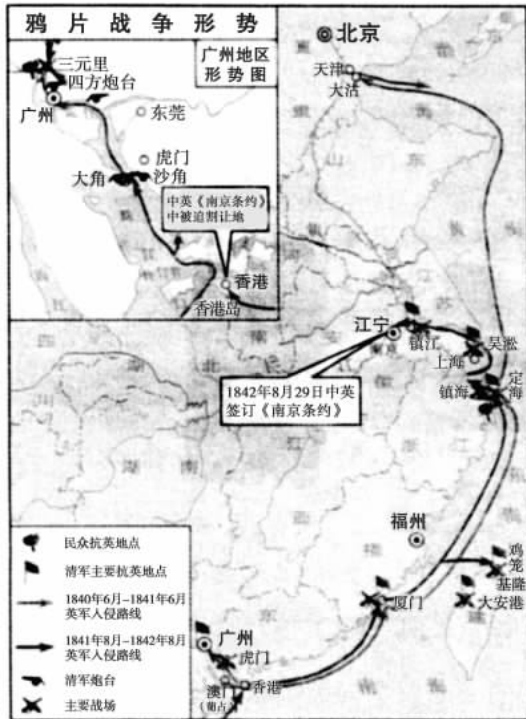 鸦片战争形势
广州地区
形势图
三元里
四方炮台
广州
东莞
虎门
大角
沙角
中英《南京条约》
中被迫割让地
香港
香港岛
北京
天津
大沽
山
东
江宁
镇江
吴淞
上海
镇海
定
海
1842年8月29日中英
签订《南京条约》
湖
南
福州
鸡
笼
基隆
大安港
厦门
广州
虎门
澳门
(葡占)
香港
民众抗英地点
清军主要抗英地点
1840年6月-1841年6月
英军入侵路线
1841年8月-1842年8月
英军入侵路线
清军炮台
主要战场